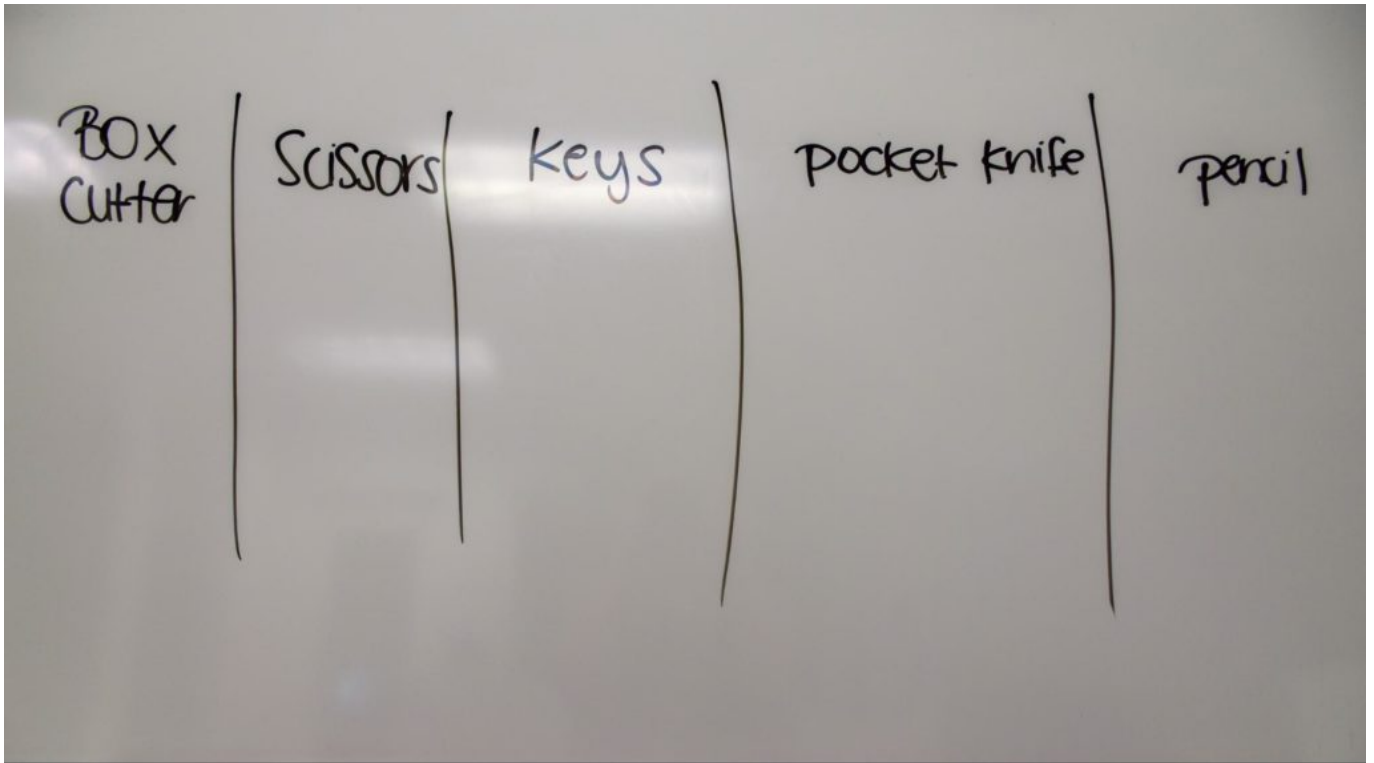 BOX
Cutter
Scissors
keys
pocket knife
pencil